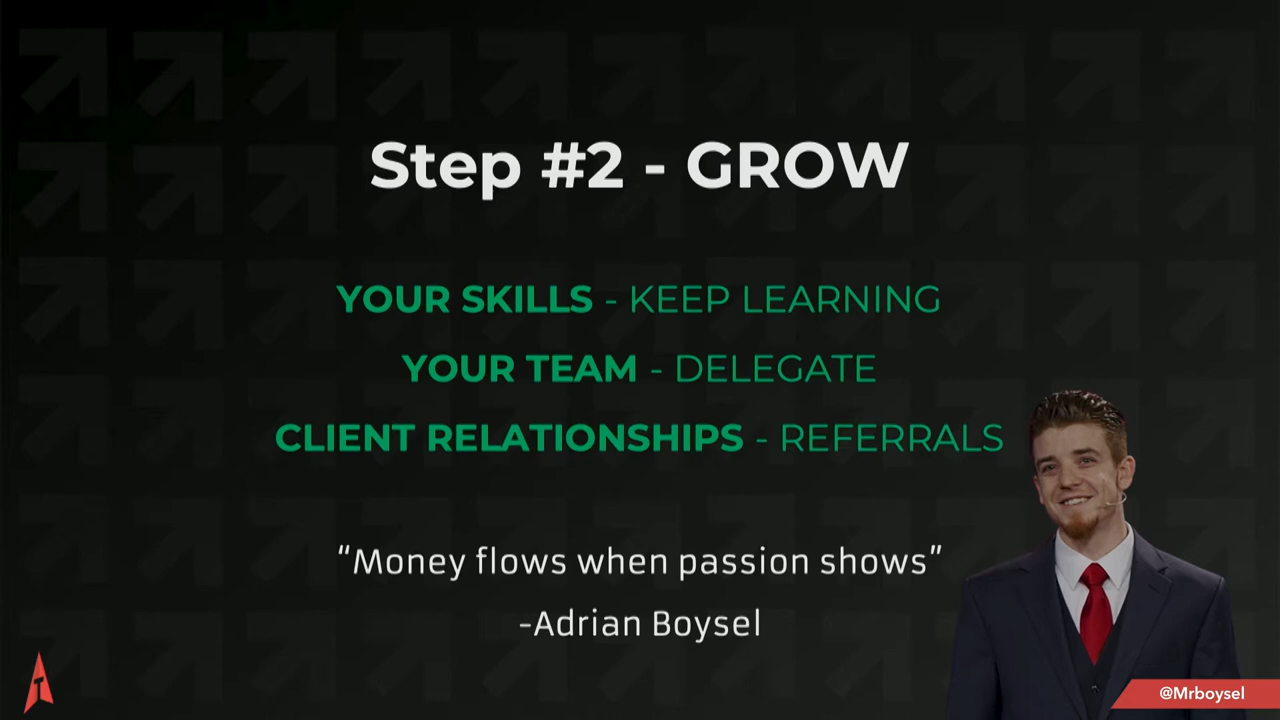 Step #2 - GROW
YOUR SKILLS - KEEP LEARNING
YOUR TEAM - DELEGATE
CLIENT RELATIONSHIPS - REFERRALS
“Money flows when passion shows”
-Adrian Boysel
@Mrboysel